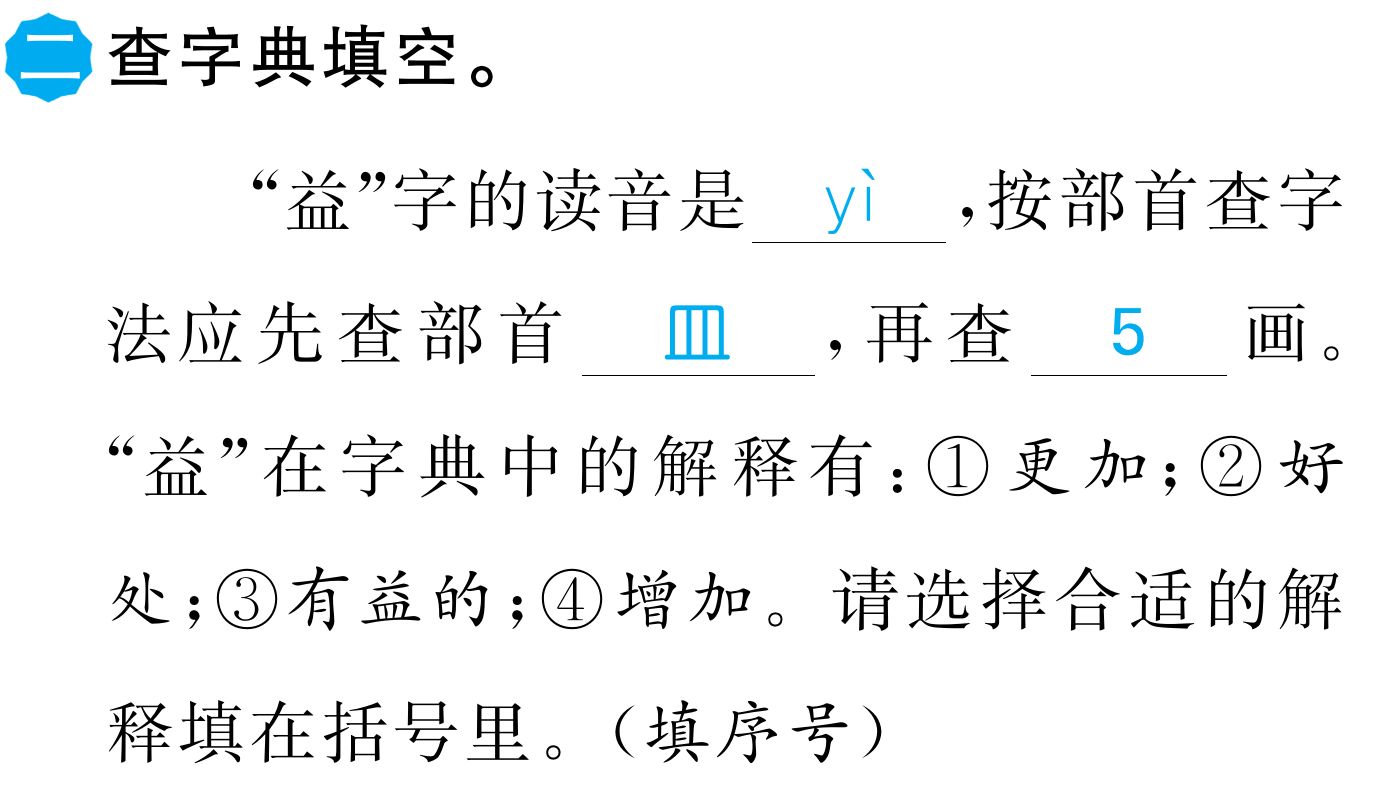 二 查字典填空。
“益”字的读音是 yì ,按部首查字
法应先查部首 皿 ,再查 5 画。
“益”在字典中的解释有:①更加;②好
处;③有益的;④增加。请选择合适的解
释填在括号里。(填序号)